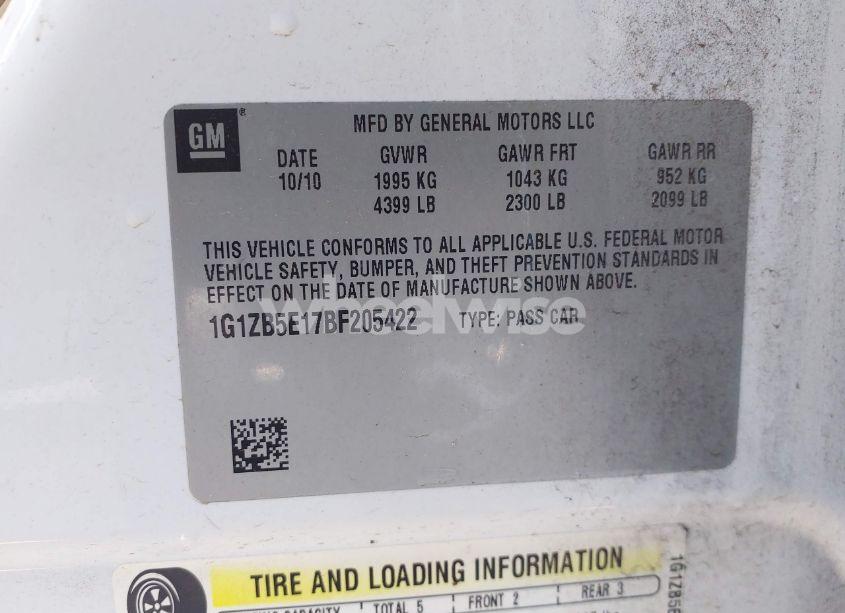 GM®
MFD BY GENERAL MOTORS LLC
DATE GVWR GAWR FRT GAWR RR
10/10 1995 KG 1043 KG 952 KG
4399 LB 2300 LB 2099 LB
THIS VEHICLE CONFORMS TO ALL APPLICABLE U.S. FEDERAL MOTOR
VEHICLE SAFETY, BUMPER, AND THEFT PREVENTION STANDARDS IN
EFFECT ON THE DATE OF MANUFACTURE SHOWN ABOVE.
wheelwise
1G1ZB5E17BF205422 TYPE: PASS CAR
TIRE AND LOADING INFORMATION
CAPACITY TOTAL 5 FRONT 2 REAR 3